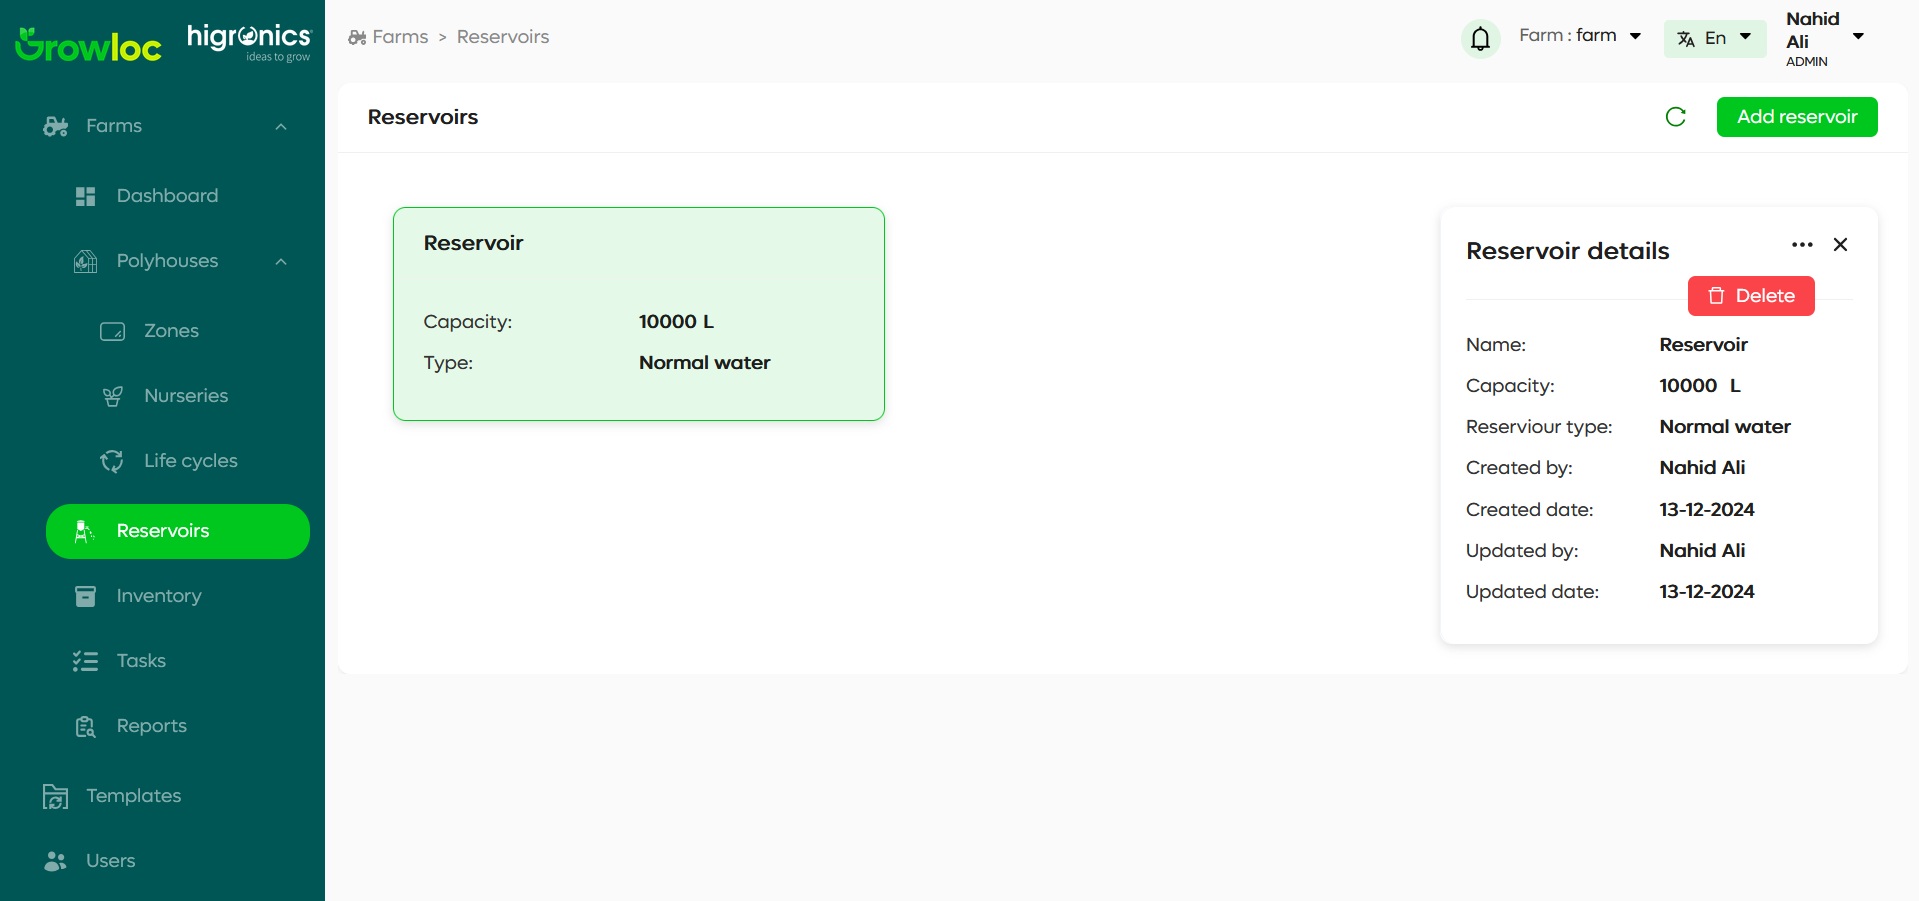 Growloc
higronics
ideas to grow
Farms
Dashboard
Polyhouses
Zones
Nurseries
Life cycles
Reservoirs
Inventory
Tasks
Reports
Templates
Users
Farms > Reservoirs
Farm : farm
En
Nahid
Ali
ADMIN
Reservoirs
Add reservoir
Reservoir
Capacity: 10000 L
Type: Normal water
Reservoir details
Delete
Name: Reservoir
Capacity: 10000 L
Reserviour type: Normal water
Created by: Nahid Ali
Created date: 13-12-2024
Updated by: Nahid Ali
Updated date: 13-12-2024